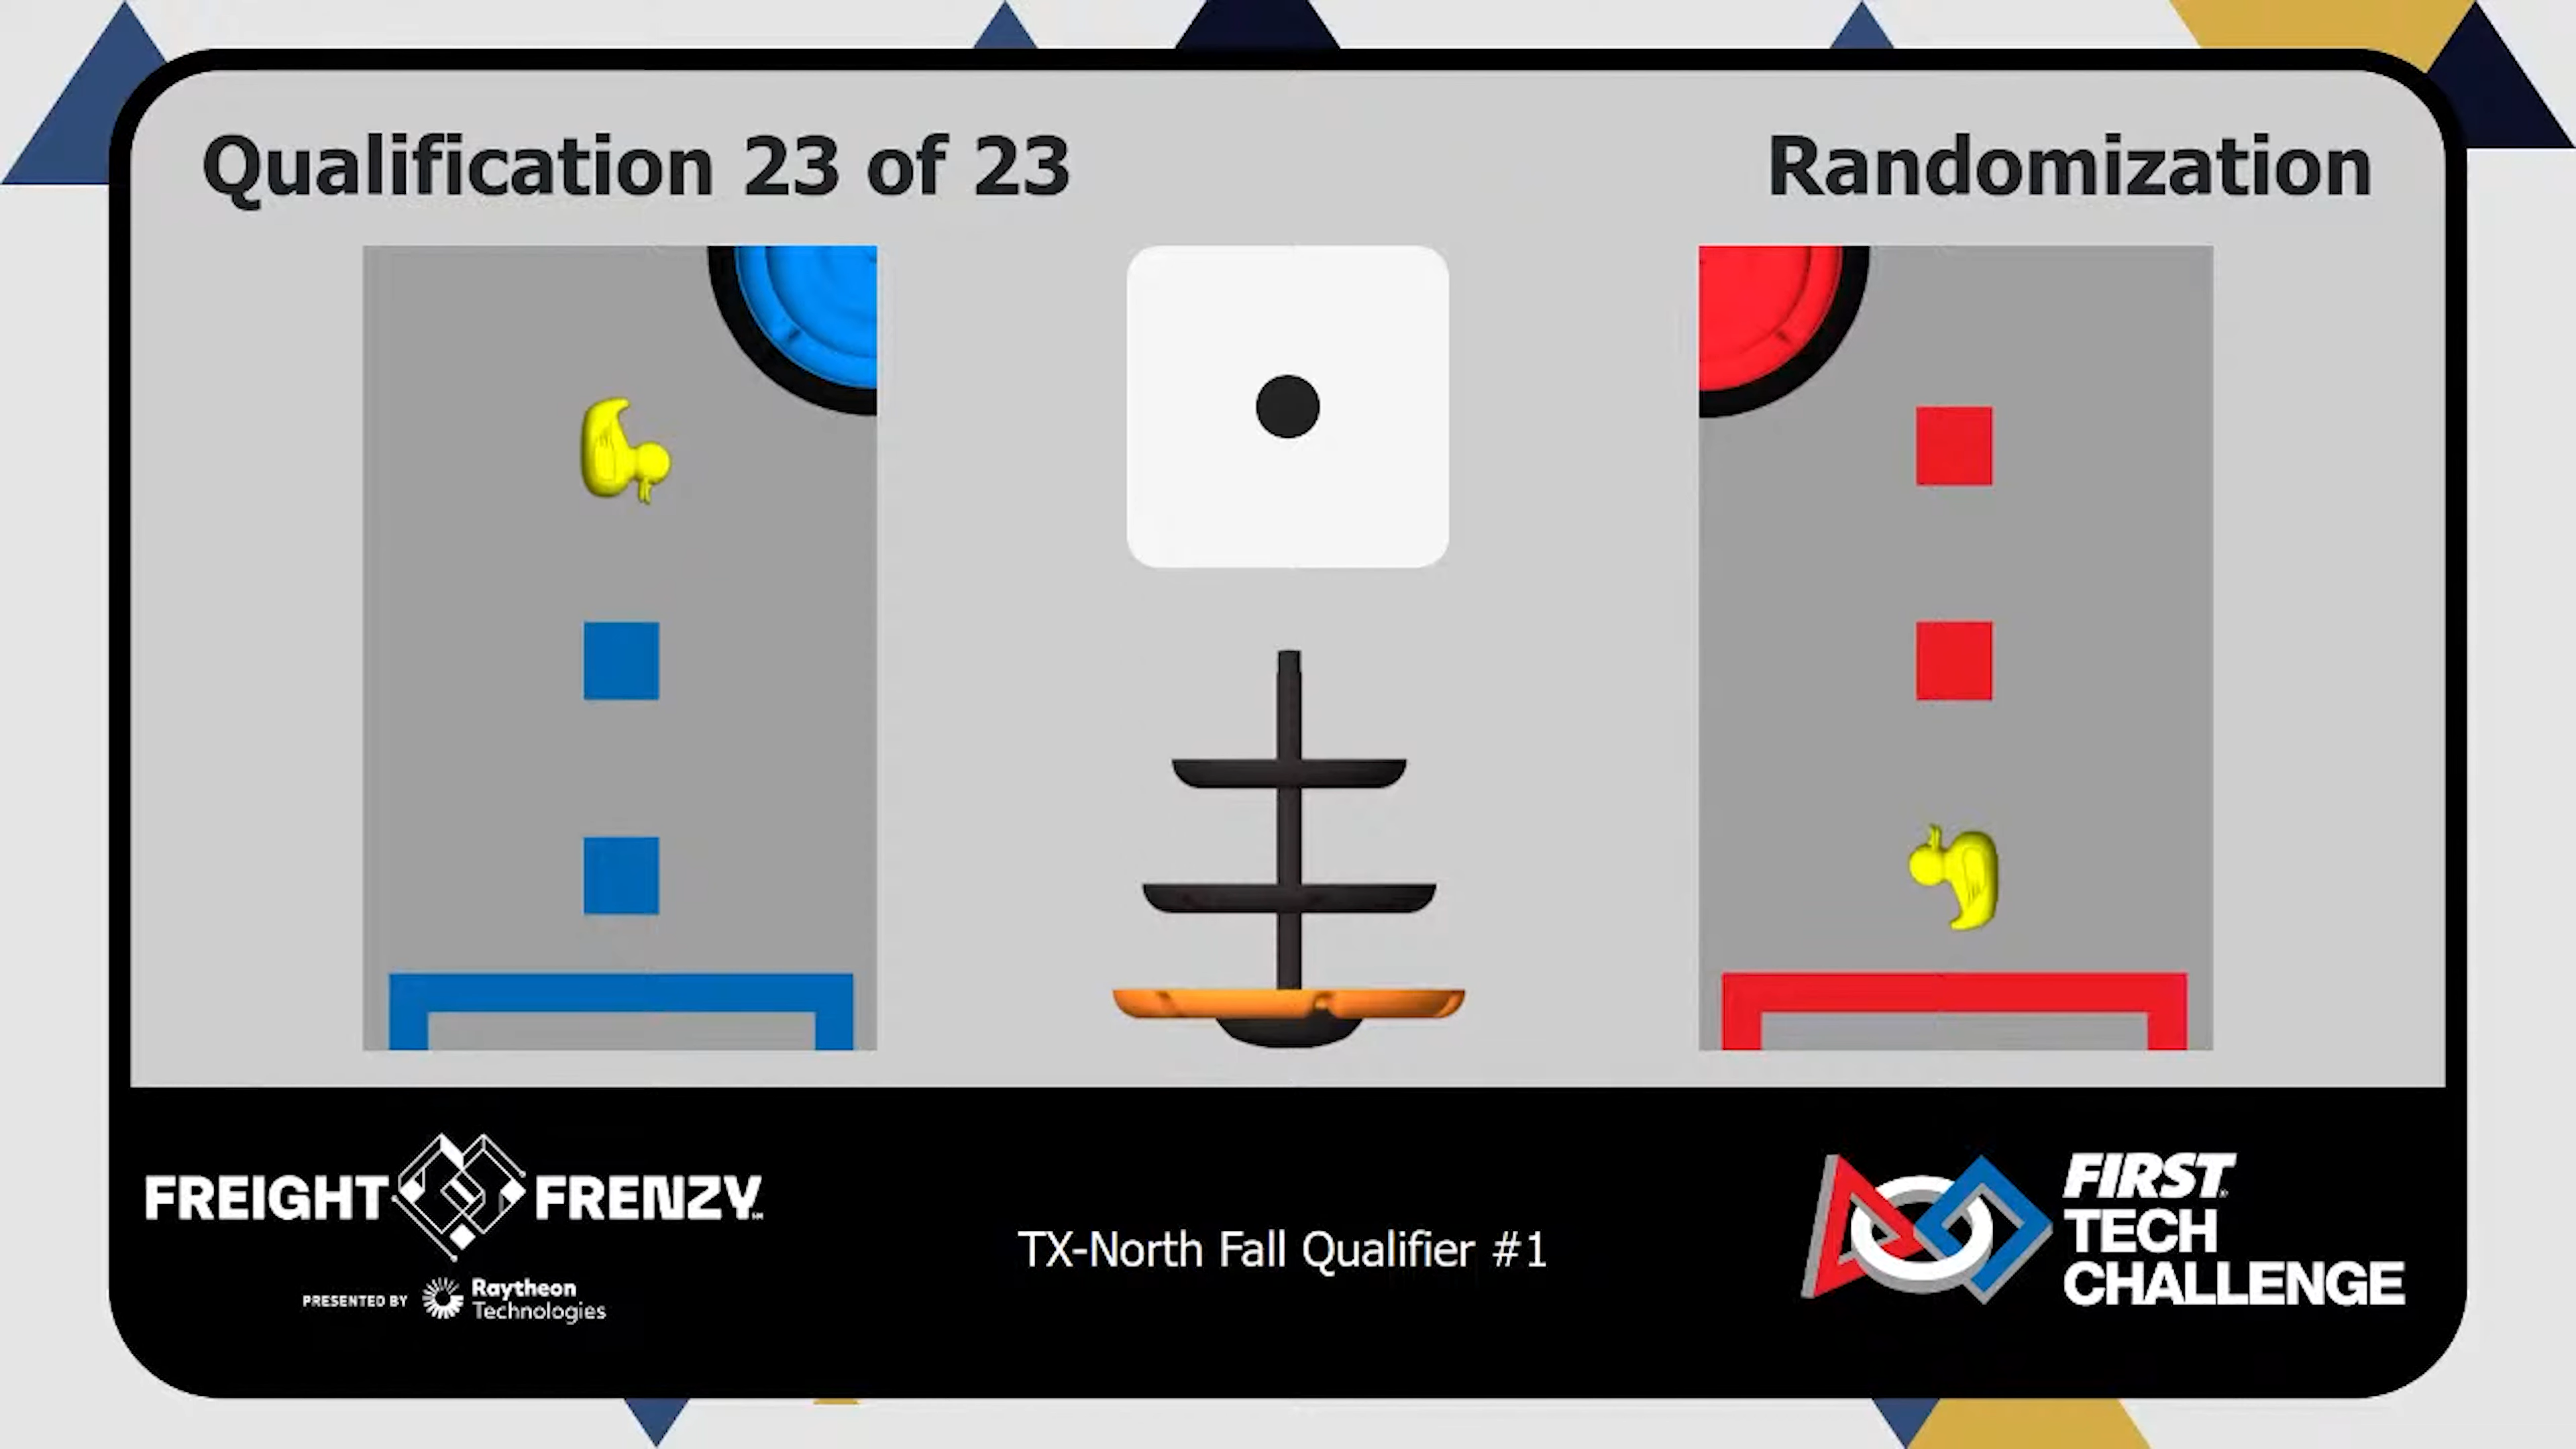 Qualification 23 of 23
Randomization
FREIGHT FRENZY
PRESENTED BY Raytheon Technologies
TX-North Fall Qualifier #1
FIRST
TECH
CHALLENGE